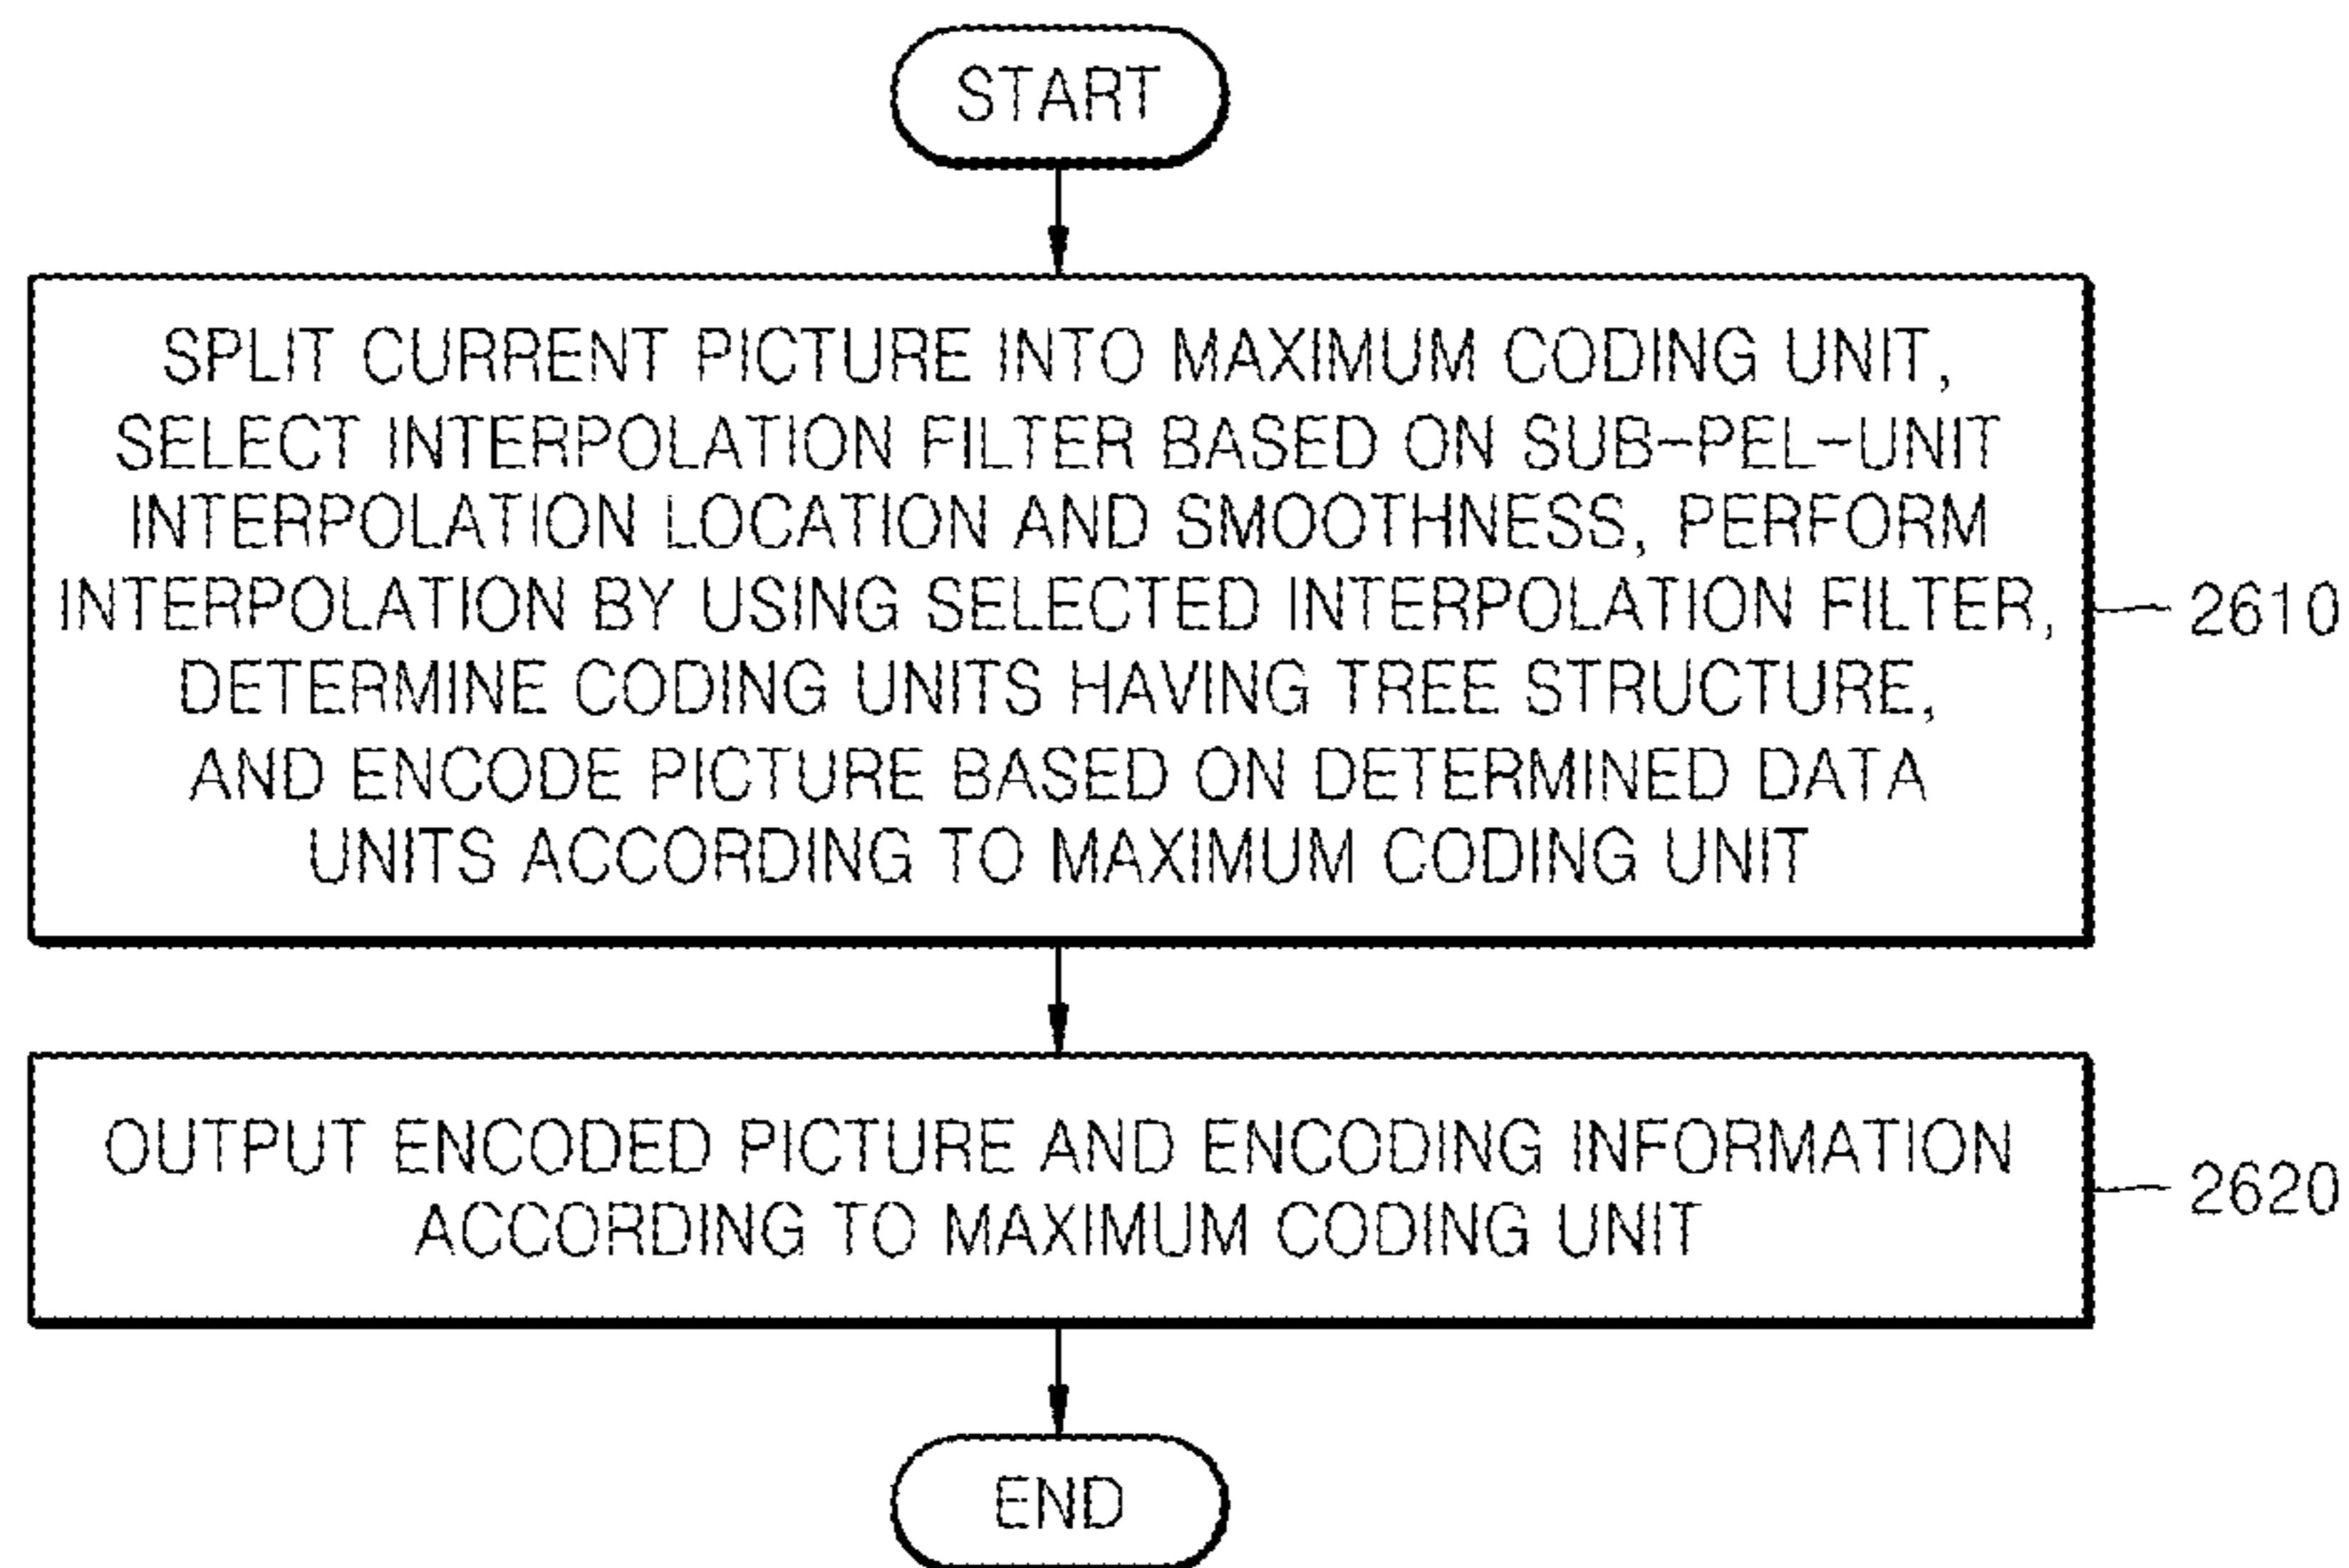 START
SPLIT CURRENT PICTURE INTO MAXIMUM CODING UNIT,
SELECT INTERPOLATION FILTER BASED ON SUB-PEL-UNIT
INTERPOLATION LOCATION AND SMOOTHNESS, PERFORM
INTERPOLATION BY USING SELECTED INTERPOLATION FILTER,
DETERMINE CODING UNITS HAVING TREE STRUCTURE,
AND ENCODE PICTURE BASED ON DETERMINED DATA
UNITS ACCORDING TO MAXIMUM CODING UNIT
2610
OUTPUT ENCODED PICTURE AND ENCODING INFORMATION
ACCORDING TO MAXIMUM CODING UNIT
2620
END